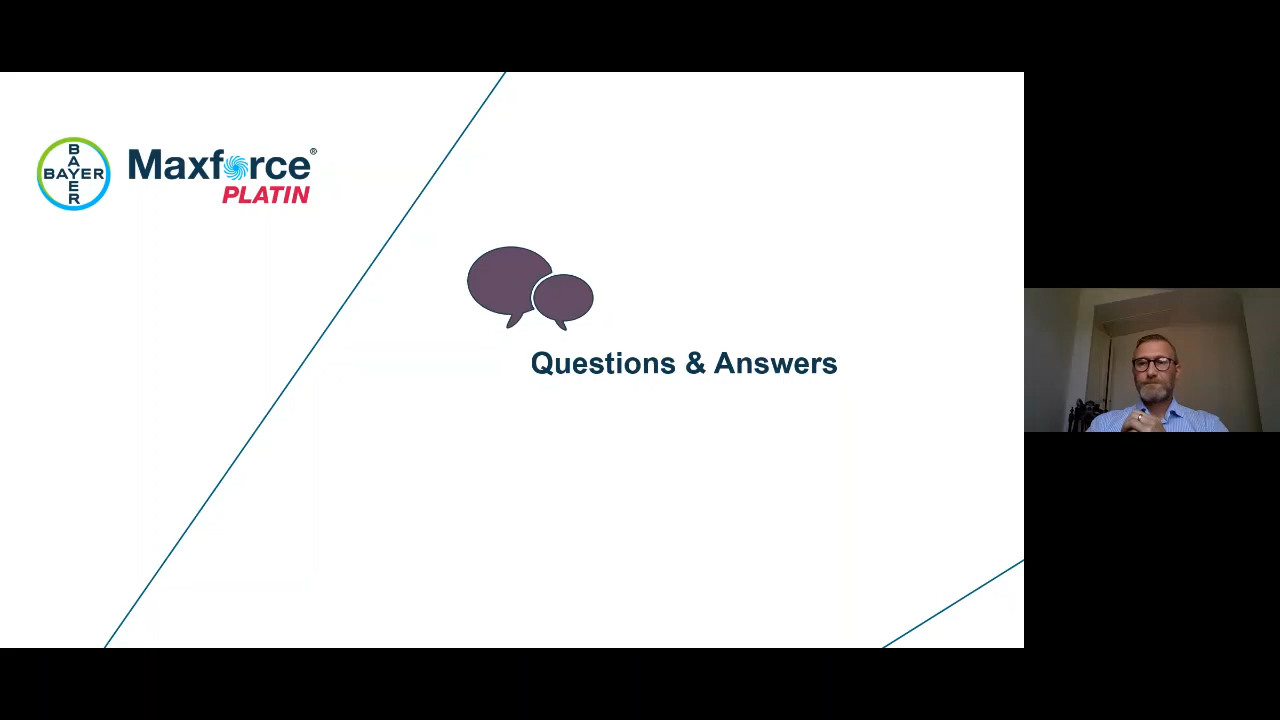 BAYER
BAYER
Maxforce®
PLATIN
Questions & Answers